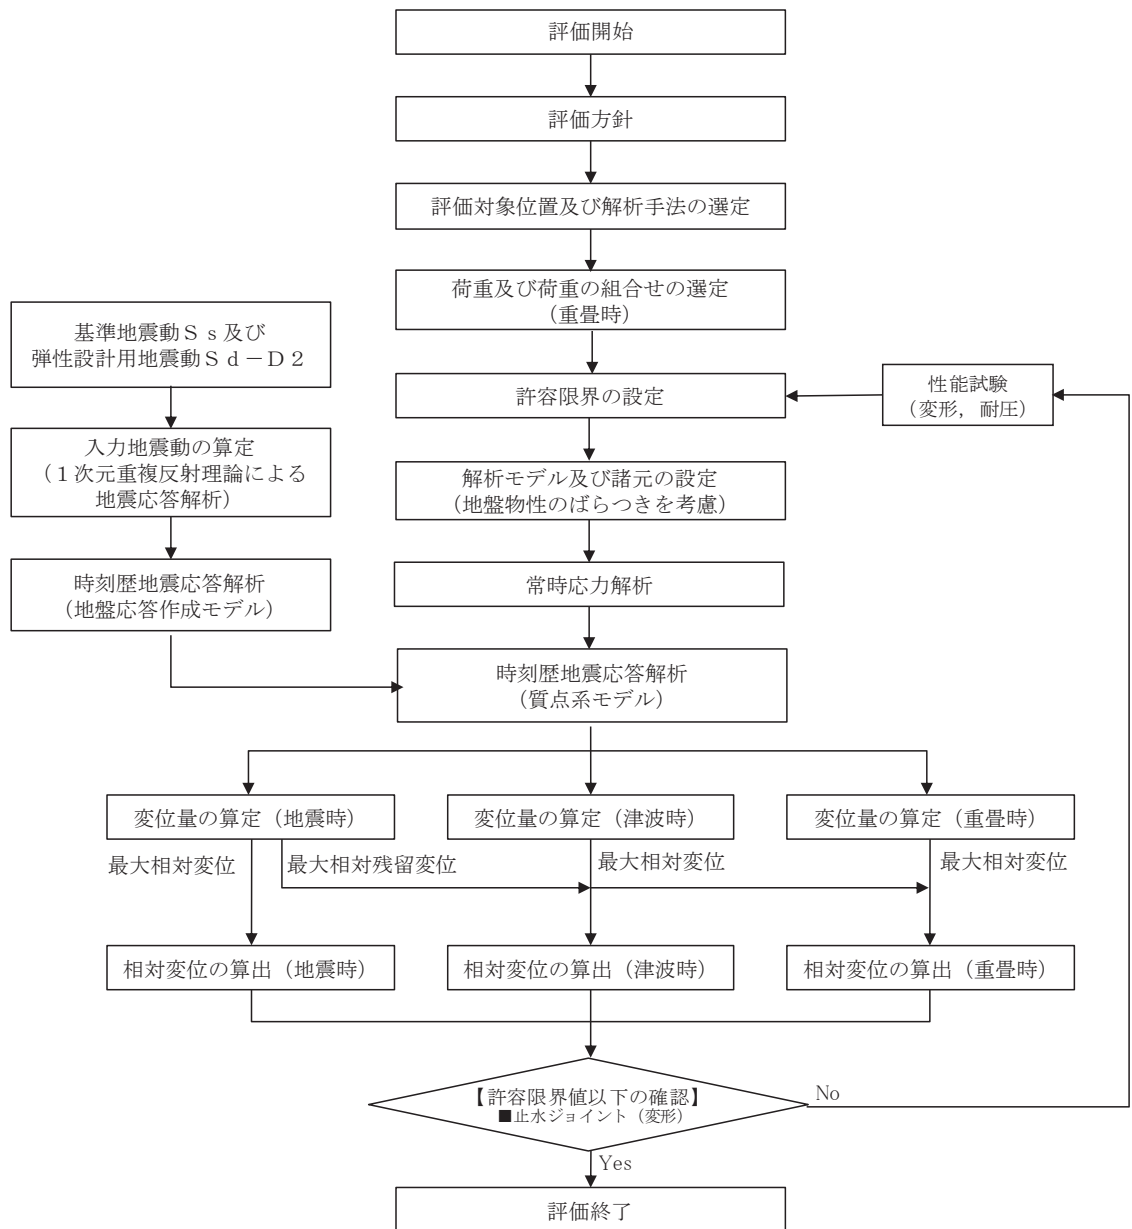 評価開始
評価方針
評価対象位置及び解析手法の選定
荷重及び荷重の組合せの選定
（重畳時）
基準地震動Ｓｓ及び
弾性設計用地震動Ｓｄ－Ｄ２
許容限界の設定
性能試験
（変形，耐圧）
入力地震動の算定
（１次元重複反射理論による
地震応答解析）
解析モデル及び諸元の設定
（地盤物性のばらつきを考慮）
時刻歴地震応答解析
（地盤応答作成モデル）
常時応力解析
時刻歴地震応答解析
（質点系モデル）
変位量の算定（地震時）
変位量の算定（津波時）
変位量の算定（重畳時）
最大相対変位
最大相対残留変位
最大相対変位
最大相対変位
相対変位の算出（地震時）
相対変位の算出（津波時）
相対変位の算出（重畳時）
【許容限界値以下の確認】
■止水ジョイント（変形）
No
Yes
評価終了